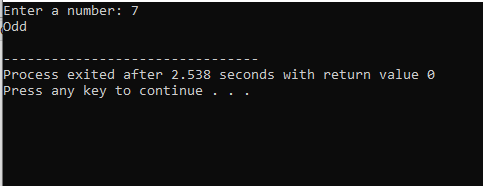 Enter a number: 7
Odd
--------------------------------
Process exited after 2.538 seconds with return value 0
Press any key to continue . . .